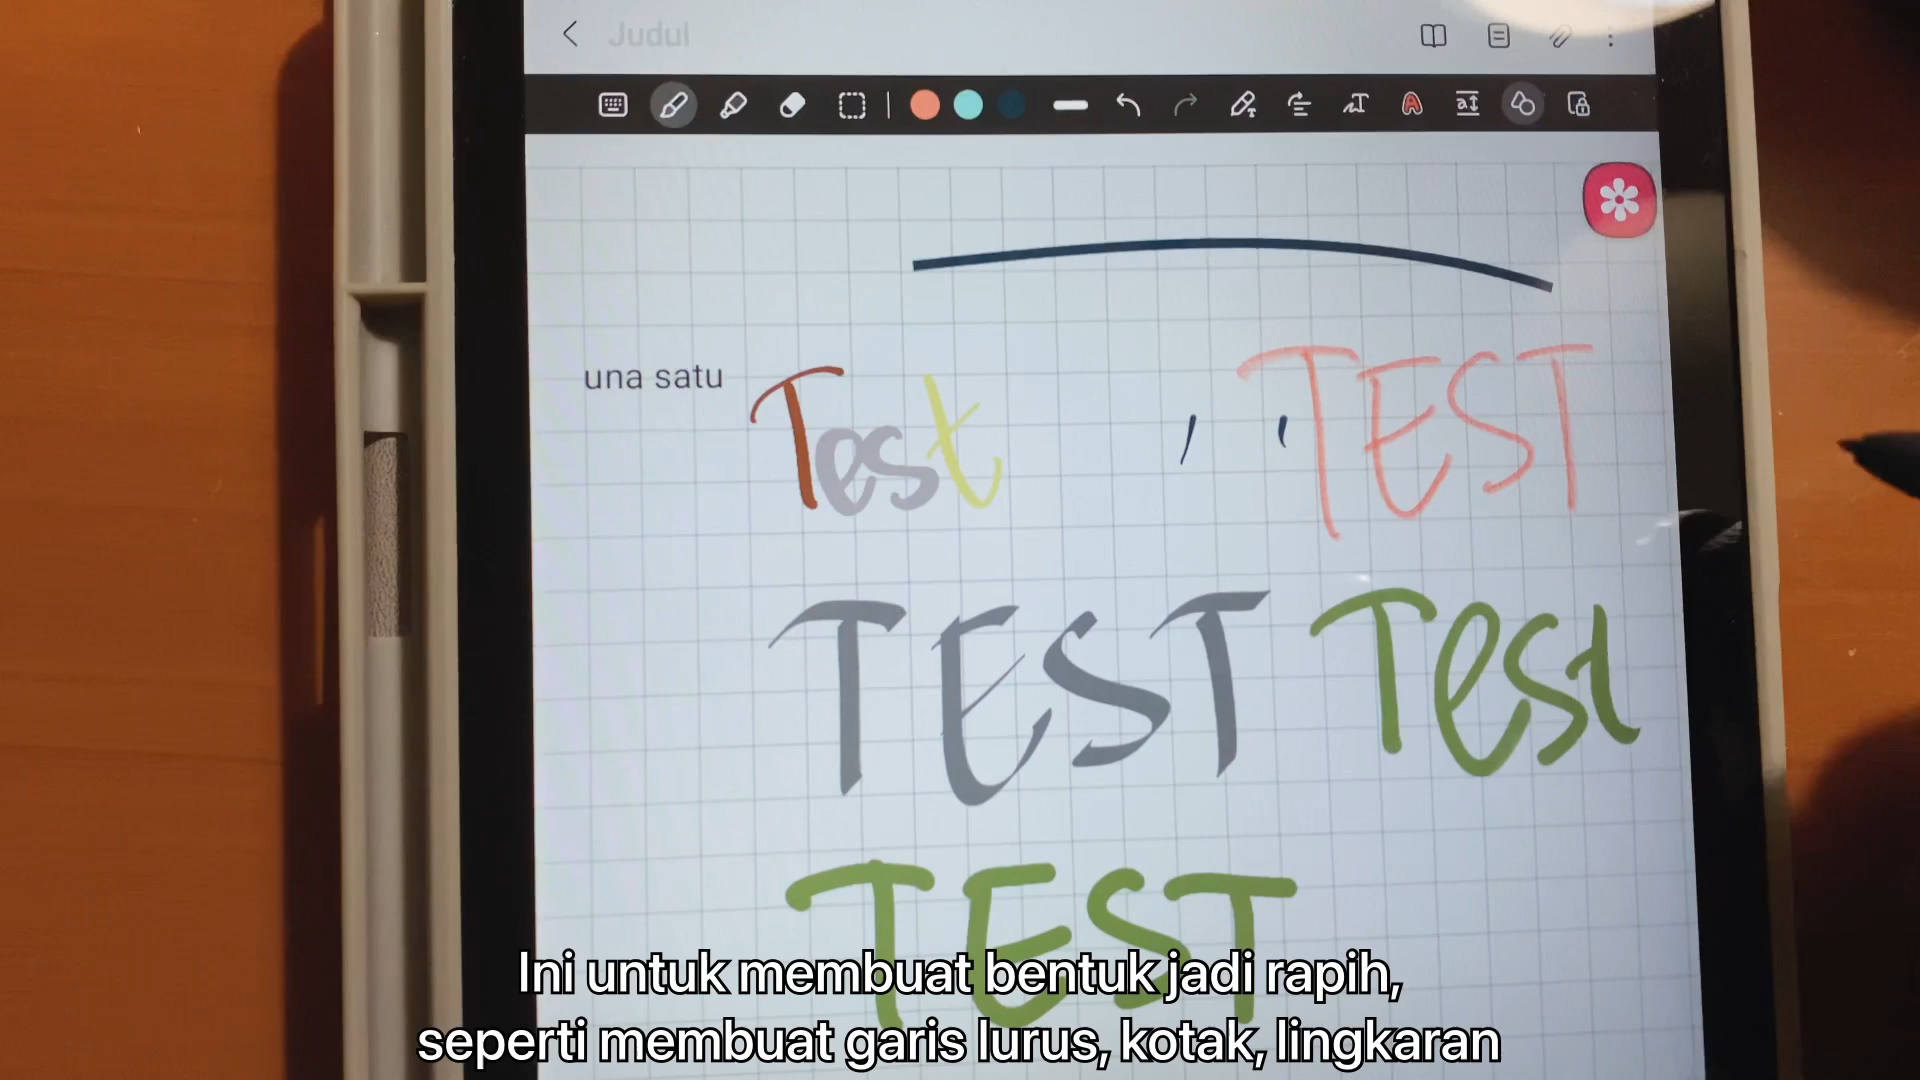 Judul
una satu
Test
TEST
TEST
Test
TEST
Ini untuk membuat bentuk jadi rapih,
seperti membuat garis lurus, kotak, lingkaran